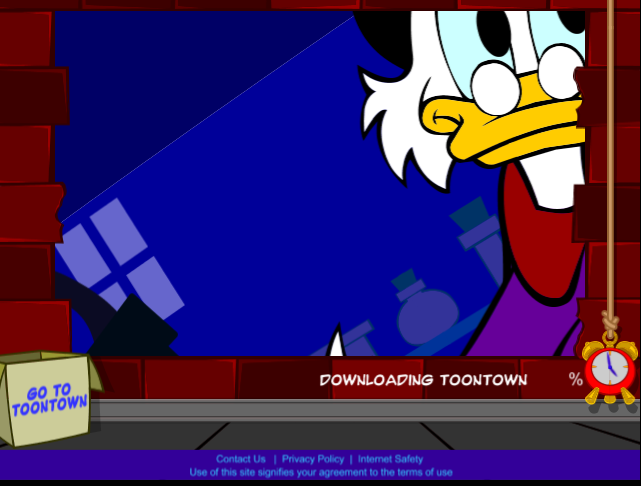 DOWNLOADING TOONTOWN %
GO TO
TOONTOWN
Contact Us | Privacy Policy | Internet Safety
Use of this site signifies your agreement to the terms of use